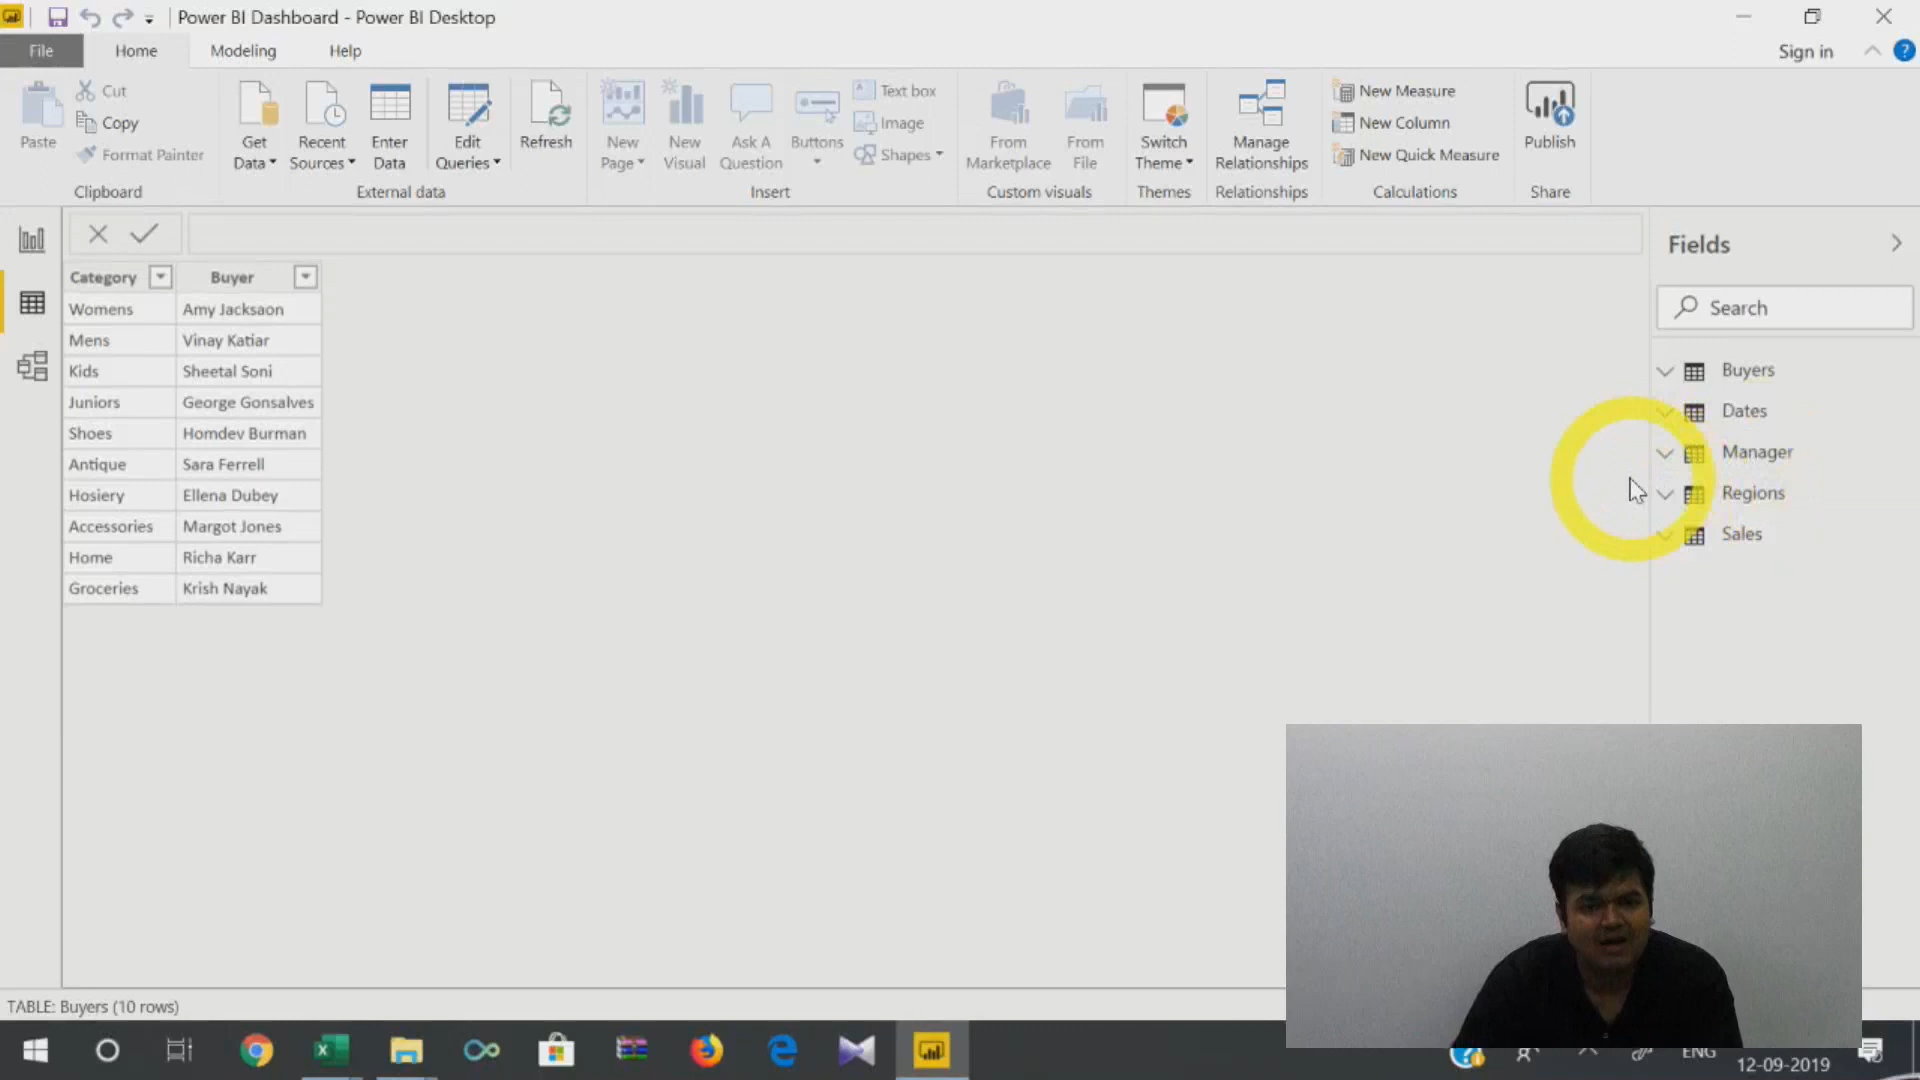 Power BI Dashboard - Power BI Desktop
File Home Modeling Help Sign in ?
Paste
Cut
Copy
Format Painter
Clipboard
Get Data
Recent Sources
Enter Data
Edit Queries
External data
Refresh
New Page
New Visual
Ask A Question
Buttons
Text box
Image
Shapes
Insert
From Marketplace
From File
Custom visuals
Switch Theme
Themes
Manage Relationships
Relationships
New Measure
New Column
New Quick Measure
Calculations
Publish
Share
Category Buyer
Womens Amy Jacksaon
Mens Vinay Katiar
Kids Sheetal Soni
Juniors George Gonsalves
Shoes Homdev Burman
Antique Sara Ferrell
Hosiery Ellena Dubey
Accessories Margot Jones
Home Richa Karr
Groceries Krish Nayak
Fields
Search
Buyers
Dates
Manager
Regions
Sales
TABLE: Buyers (10 rows)
ENG
12-09-2019